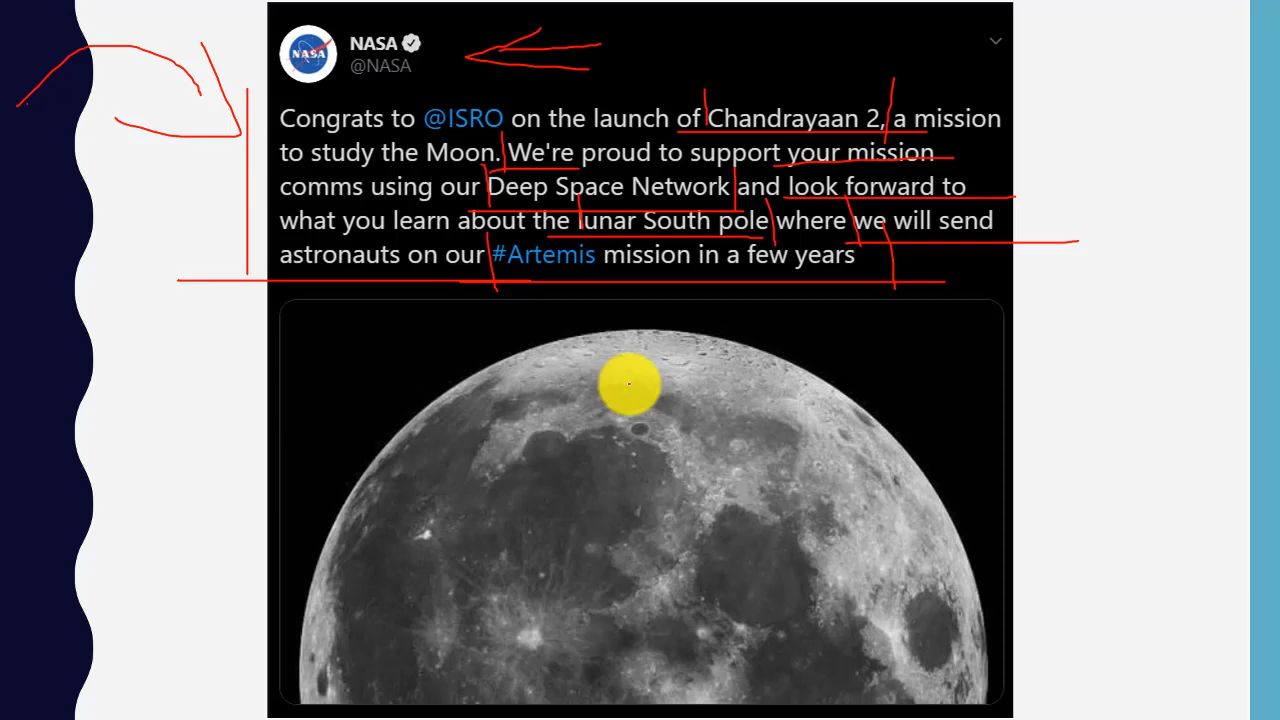 NASA
NASA
@NASA
Congrats to @ISRO on the launch of Chandrayaan 2, a mission
to study the Moon. We're proud to support your mission
comms using our Deep Space Network and look forward to
what you learn about the lunar South pole where we will send
astronauts on our #Artemis mission in a few years